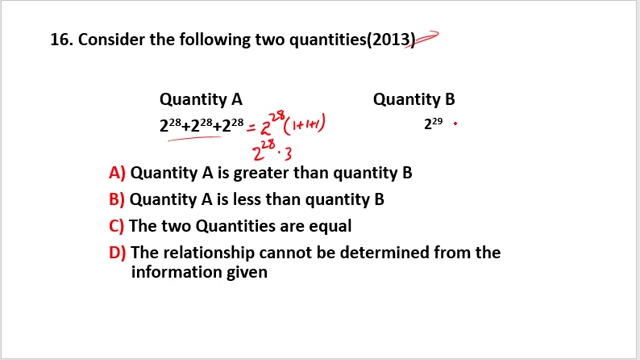 16. Consider the following two quantities(2013)
Quantity A Quantity B
2²⁸+2²⁸+2²⁸ = 2²⁸(1+1+1) 2²⁹
2²⁸·3
A) Quantity A is greater than quantity B
B) Quantity A is less than quantity B
C) The two Quantities are equal
D) The relationship cannot be determined from the
information given